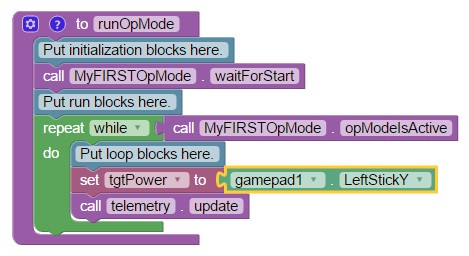 ? to runOpMode
Put initialization blocks here.
call MyFIRSTOpMode . waitForStart
Put run blocks here.
repeat while call MyFIRSTOpMode . opModeIsActive
do Put loop blocks here.
set tgtPower to gamepad1 . LeftStickY
call telemetry . update